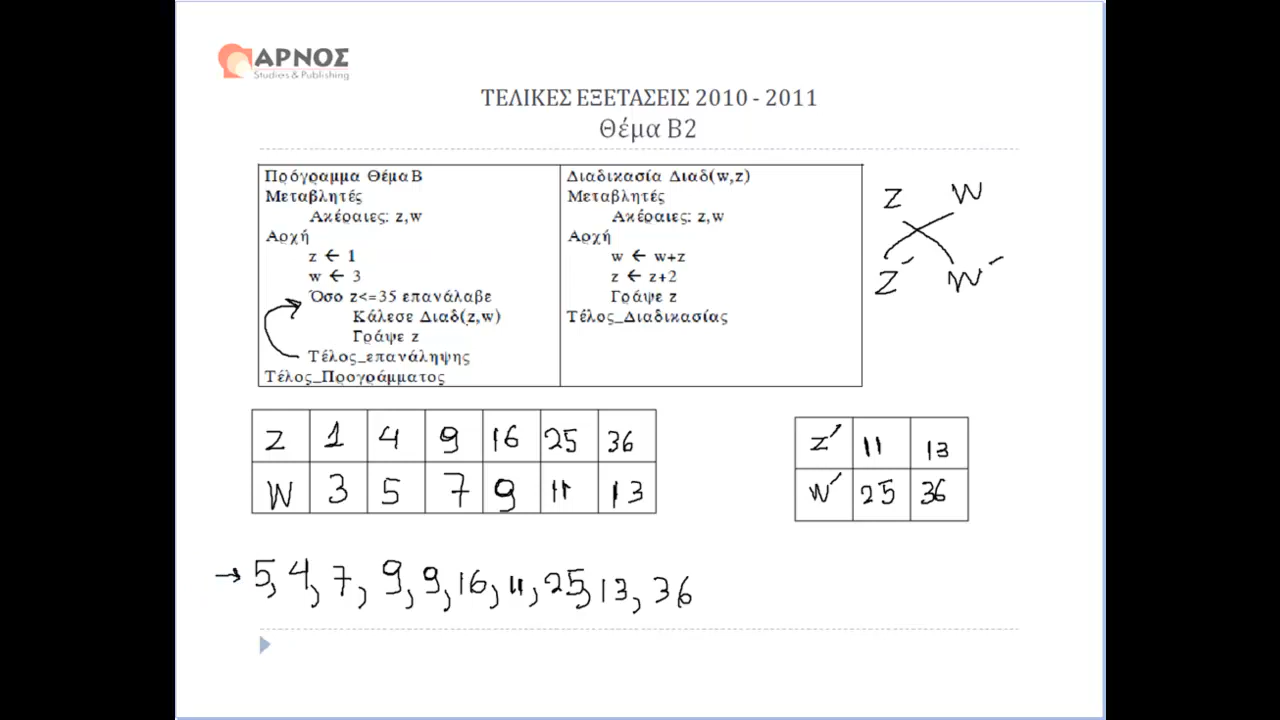 ΑΡΝΟΣ
Studies & Publishing
ΤΕΛΙΚΕΣ ΕΞΕΤΑΣΕΙΣ 2010 - 2011
Θέμα Β2
Πρόγραμμα Θέμα Β
Μεταβλητές
Ακέραιες: z,w
Αρχή
z ← 1
w ← 3
Όσο z<=35 επανάλαβε
Κάλεσε Διαδ(z,w)
Γράψε z
Τέλος_επανάληψης
Τέλος_Προγράμματος
Διαδικασία Διαδ(w,z)
Μεταβλητές
Ακέραιες: z,w
Αρχή
w ← w+z
z ← z+2
Γράψε z
Τέλος_Διαδικασίας
Z W
Z′ W′
Z 1 4 9 16 25 36
W 3 5 7 9 11 13
Z′ 11 13
W′ 25 36
→ 5, 4, 7, 9, 9, 16, 11, 25, 13, 36